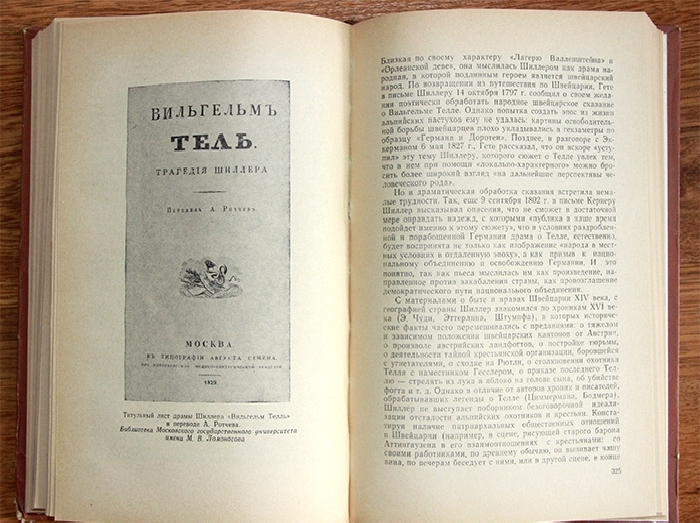 ВИЛЬГЕЛЬМЪ
ТЕЛЬ.
ТРАГЕДІЯ ШИЛЛЕРА
Перевелъ А. Ротчевъ.
МОСКВА.
ВЪ ТИПОГРАФІИ АВГУСТА СЕМЕНА,
1829.
Титульный лист драмы Шиллера «Вильгельм Телль»
в переводе А. Ротчева.
Библиотека Московского государственного университета
имени М. В. Ломоносова
Близкая по своему характеру «Лагерю Валленштейна» и
«Орлеанской деве», она мыслилась Шиллером как драма на-
родная, в которой подлинным героем является швейцарский
народ. По возвращении из путешествия по Швейцарии, Гете
в письме Шиллеру 14 октября 1797 г. сообщил о своем жела-
нии поэтически обработать народное швейцарское сказание
о Вильгельме Телле. Однако попытка создать эпос из жизни
альпийских пастухов ему не удалась: картины освободитель-
ной борьбы швейцарцев плохо укладывались в гекзаметры по
образцу «Германа и Доротеи». Позднее, в разговоре с Эк-
керманом 6 мая 1827 г., Гете рассказал, что он вскоре «усту-
пил» эту тему Шиллеру, которого сюжет о Телле увлек тем,
что в нем при помощи «локально-характерного» можно бро-
сить более широкий взгляд «на дальнейшие перспективы че-
ловеческого рода».
Но и драматическая обработка сказания встретила нема-
лые трудности. Так, еще 9 сентября 1802 г. в письме Кернеру
Шиллер высказывал опасения, что не сможет в достаточной
мере оправдать надежд, с которыми «публика в наше время
подойдет именно к этому сюжету», что в условиях раздроблен-
ной и порабощенной Германии драма о Телле, естественно,
будет воспринята не только как изображение «народа в мест-
ных условиях в отдаленную эпоху», а как призыв к нацио-
нальному объединению и освобождению Германии. И это
понятно, так как пьеса мыслилась им как произведение, на-
правленное против закабаления страны, как провозглашение
демократического пути национального объединения.
С материалами о быте и нравах Швейцарии XIV века, с
географией страны Шиллер знакомился по хроникам XVI ве-
ка (Э. Чуди, Эттерлина, Штумпфа), в которых историче-
ские факты часто перемешивались с преданиями: о тяжелом
и зависимом положении швейцарских кантонов от Австрии,
о произволе австрийских ландфогтов, о постройке тюрьмы,
о деятельности тайной крестьянской организации, боровшейся
с угнетателями, о сходке на Рютли, о столкновении охотника
Телля с наместником Гесслером, о приказе последнего Тел-
лю — стрелять из лука в яблоко на голове сына, об убийстве
фогта и т. д. Однако в отличие от авторов хроник и писателей,
обрабатывавших легенды о Телле (Циммермана, Бодмера),
Шиллер не выступает поборником безоговорочной идеали-
зации отсталости альпийских охотников и крестьян. Конста-
тируя наличие патриархальных общественных отношений
в Швейцарии (например, в сцене, рисующей старого барона
Аттингаузена в его взаимоотношениях с крестьянами: со
своими работниками, по древнему обычаю, он выпивает чашу
вина, по вечерам беседует с ними, или в другой сцене, в конце
325